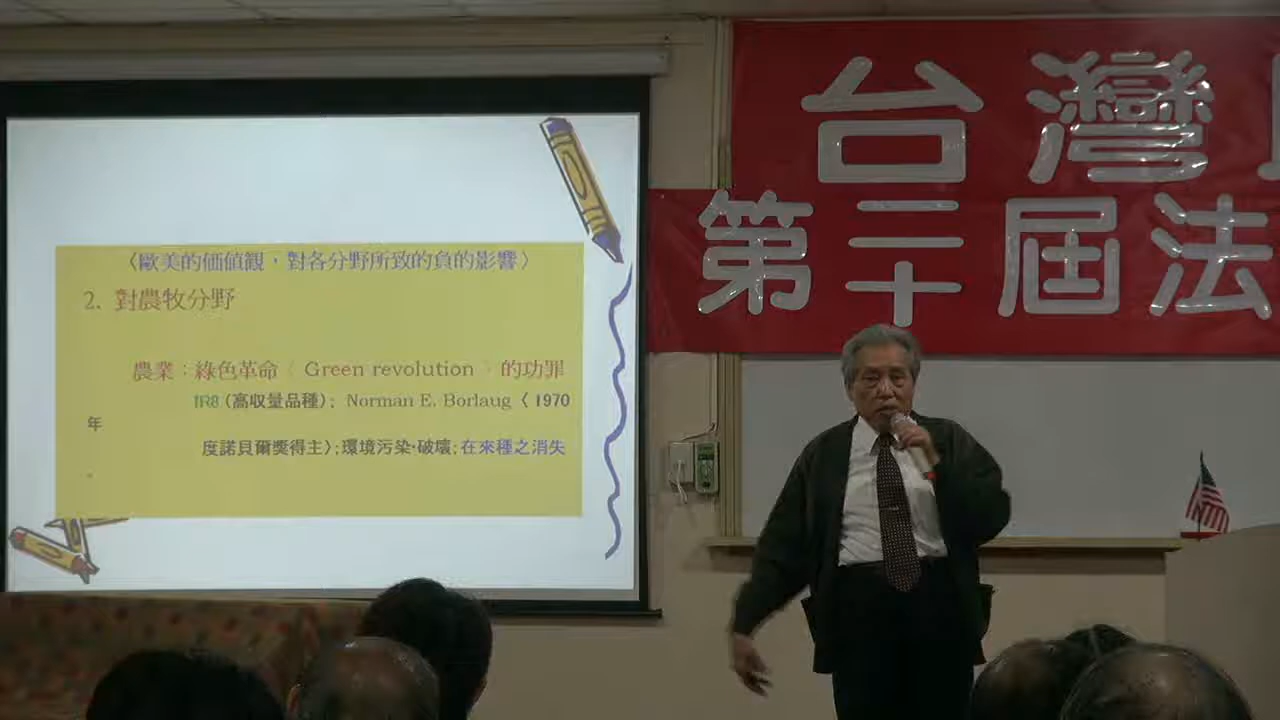 〈歐美的価値観，對各分野所致的負的影響〉
2. 對農牧分野
農業：綠色革命〈 Green revolution 〉的功罪
IR8 (高収量品種)；Norman E. Borlaug〈 1970
年
度諾貝爾獎得主〉；環境污染‧破壞；在來種之消失
台灣
第二十屆法